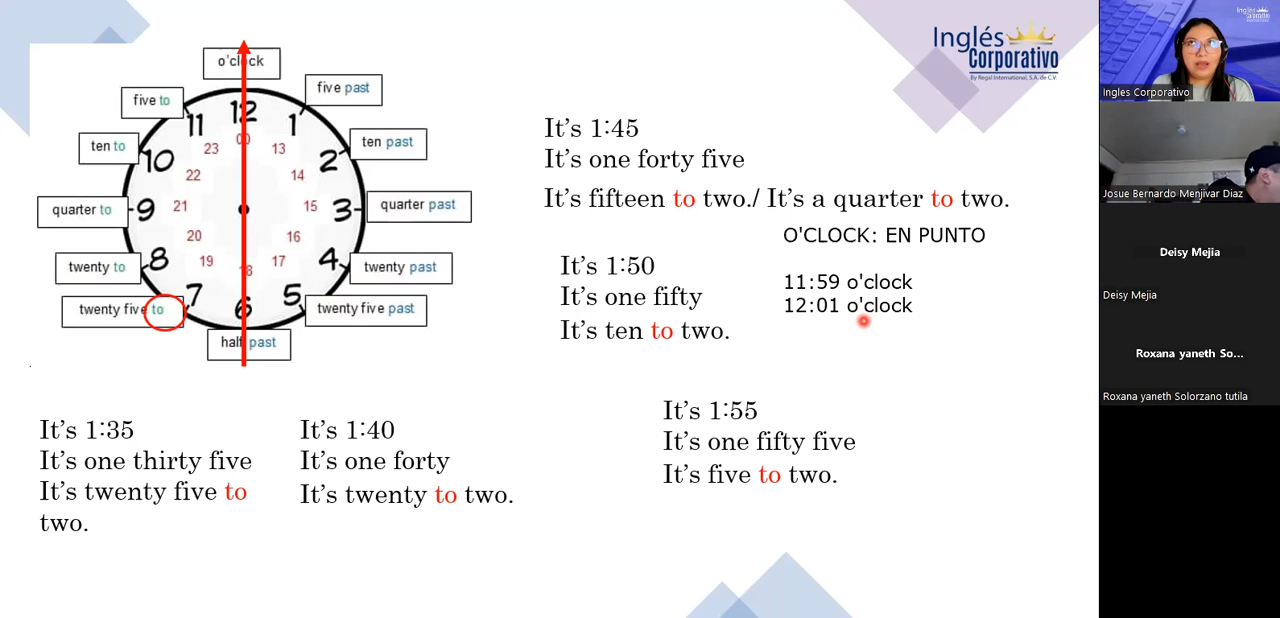 o'clock
five to
five past
ten to
ten past
quarter to
quarter past
twenty to
twenty past
twenty five to
twenty five past
half past
12
1
2
3
4
5
6
7
8
9
10
11
00
13
14
15
16
17
18
19
20
21
22
23
Inglés
Corporativo
By Regal International, S.A. de C.V.
It's 1:45
It's one forty five
It's fifteen to two./ It's a quarter to two.
O'CLOCK: EN PUNTO
11:59 o'clock
12:01 o'clock
It's 1:50
It's one fifty
It's ten to two.
It's 1:35
It's one thirty five
It's twenty five to
two.
It's 1:40
It's one forty
It's twenty to two.
It's 1:55
It's one fifty five
It's five to two.
Inglés
Corporativo
Ingles Corporativo
Josue Bernardo Menjivar Diaz
Deisy Mejia
Deisy Mejia
Roxana yaneth So...
Roxana yaneth Solorzano tutila